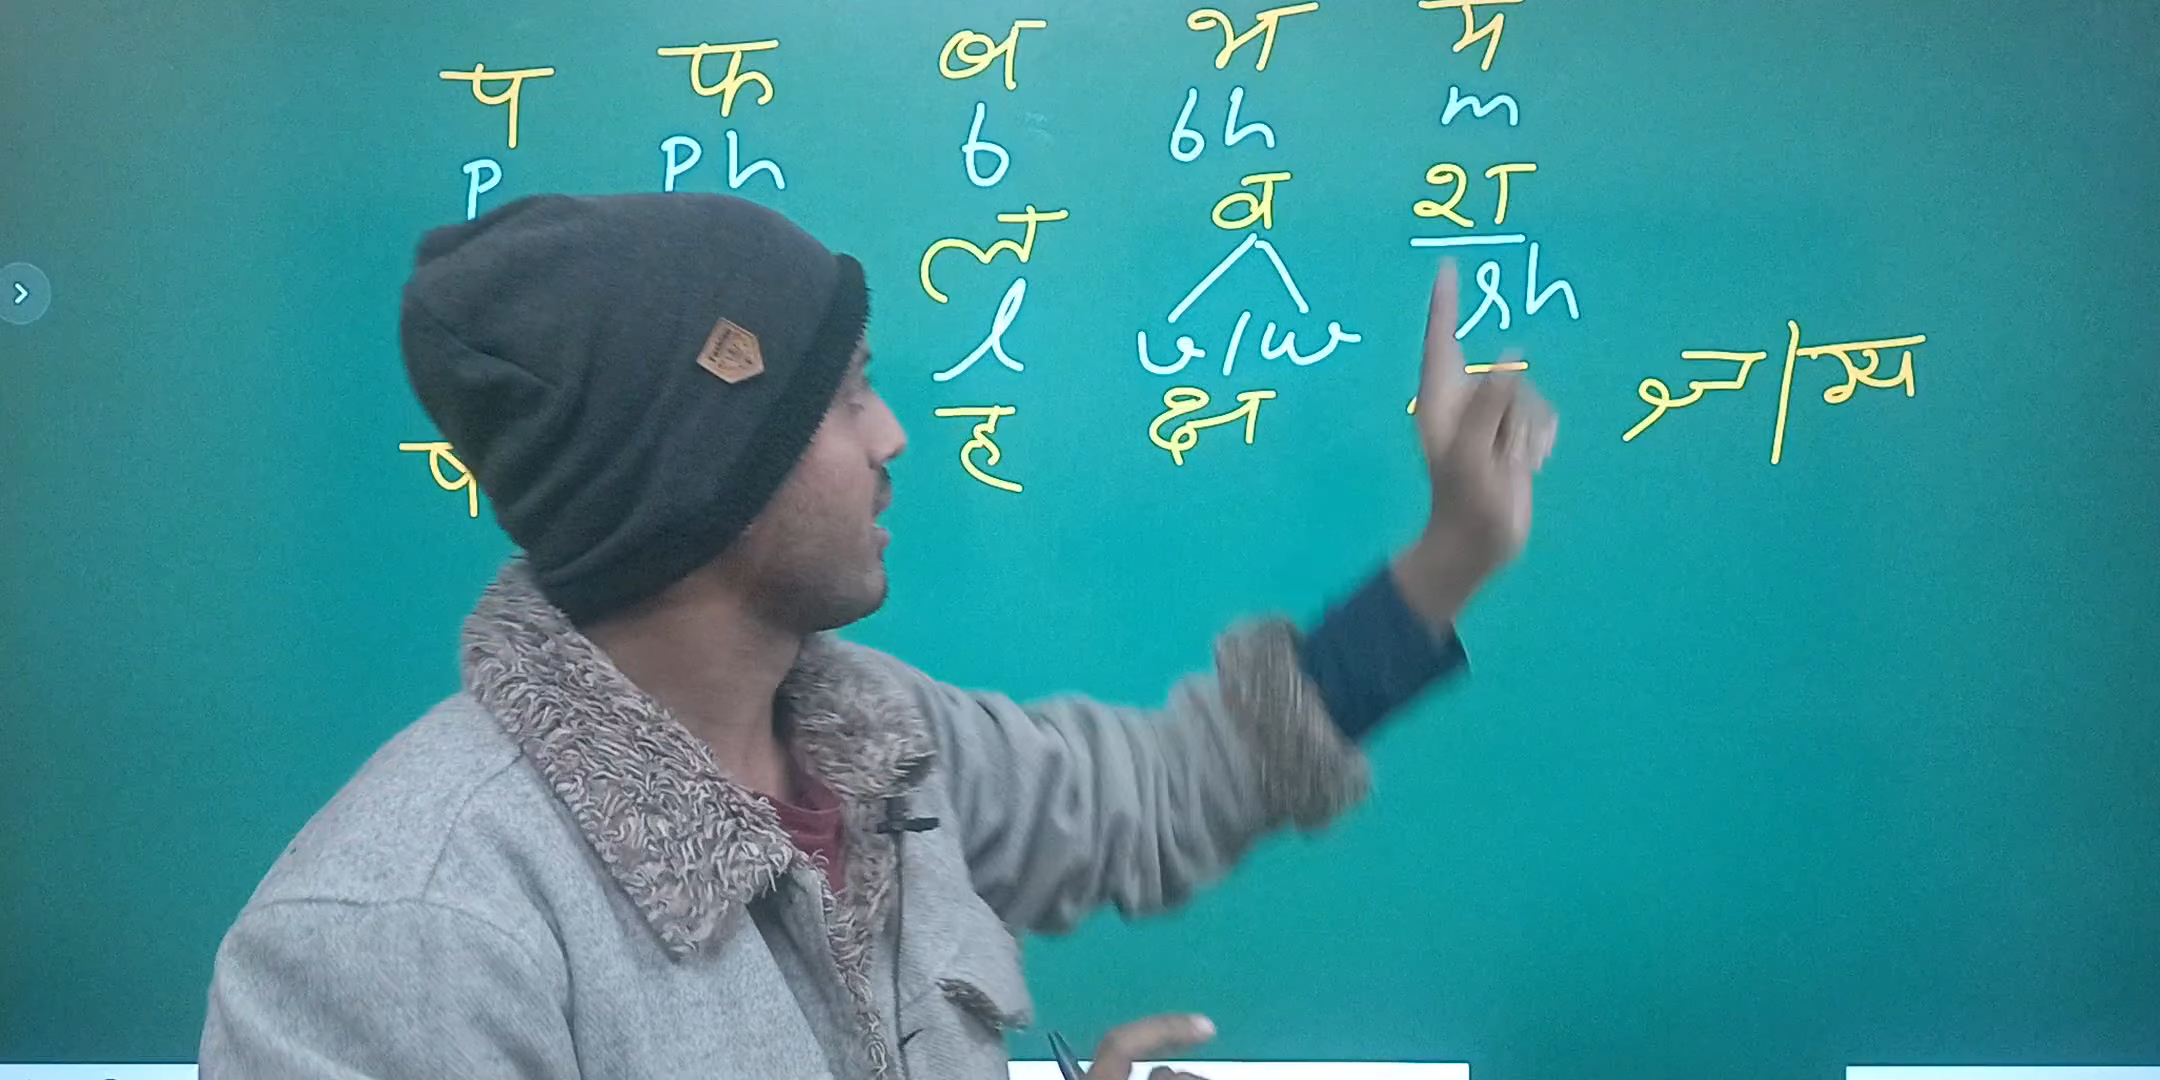 प फ ब भ म
p ph b bh m
ल व श
l v/w sh
ष ह क्ष